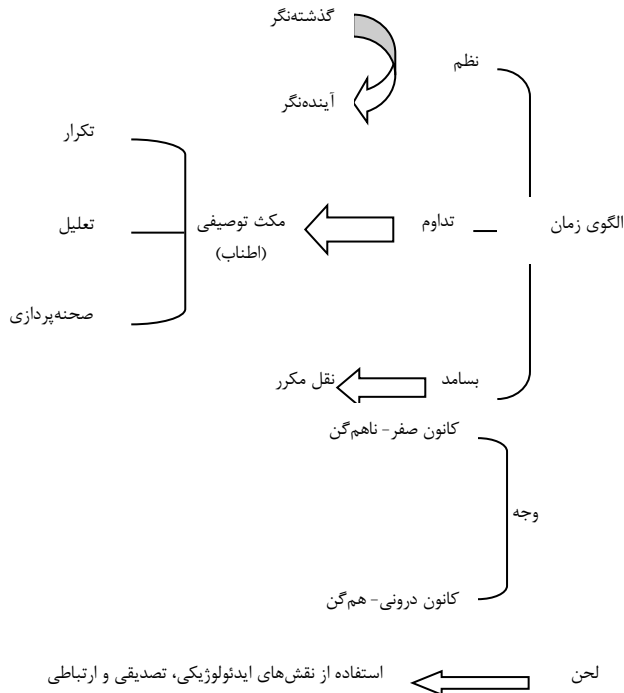 گذشته‌نگر
نظم
آینده‌نگر
تکرار
الگوی زمان
تداوم
مکث توصیفی
(اطناب)
تعلیل
صحنه‌پردازی
بسامد
نقل مکرر
کانون صفر- ناهم‌گن
وجه
کانون درونی- هم‌گن
لحن
استفاده از نقش‌های ایدئولوژیکی، تصدیقی و ارتباطی